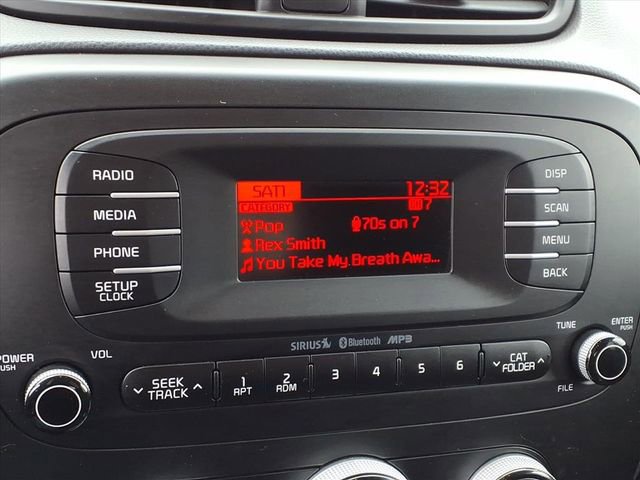 RADIO
MEDIA
PHONE
SETUP
CLOCK
SAT1 12:32
CATEGORY 7
Pop 70s on 7
Rex Smith
You Take My Breath Awa...
DISP
SCAN
MENU
BACK
SIRIUS Bluetooth MP3
POWER
PUSH
VOL
SEEK
TRACK
1
RPT
2
RDM
3
4
5
6
CAT
FOLDER
TUNE
FILE
ENTER
PUSH